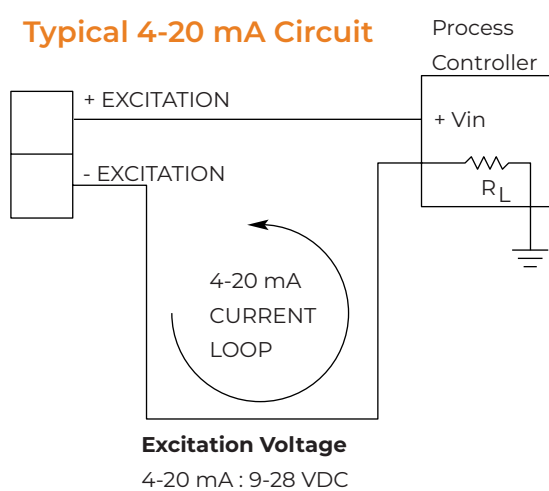 Typical 4-20 mA Circuit
Process
Controller
+ EXCITATION
+ Vin
- EXCITATION
RL
4-20 mA
CURRENT
LOOP
Excitation Voltage
4-20 mA : 9-28 VDC